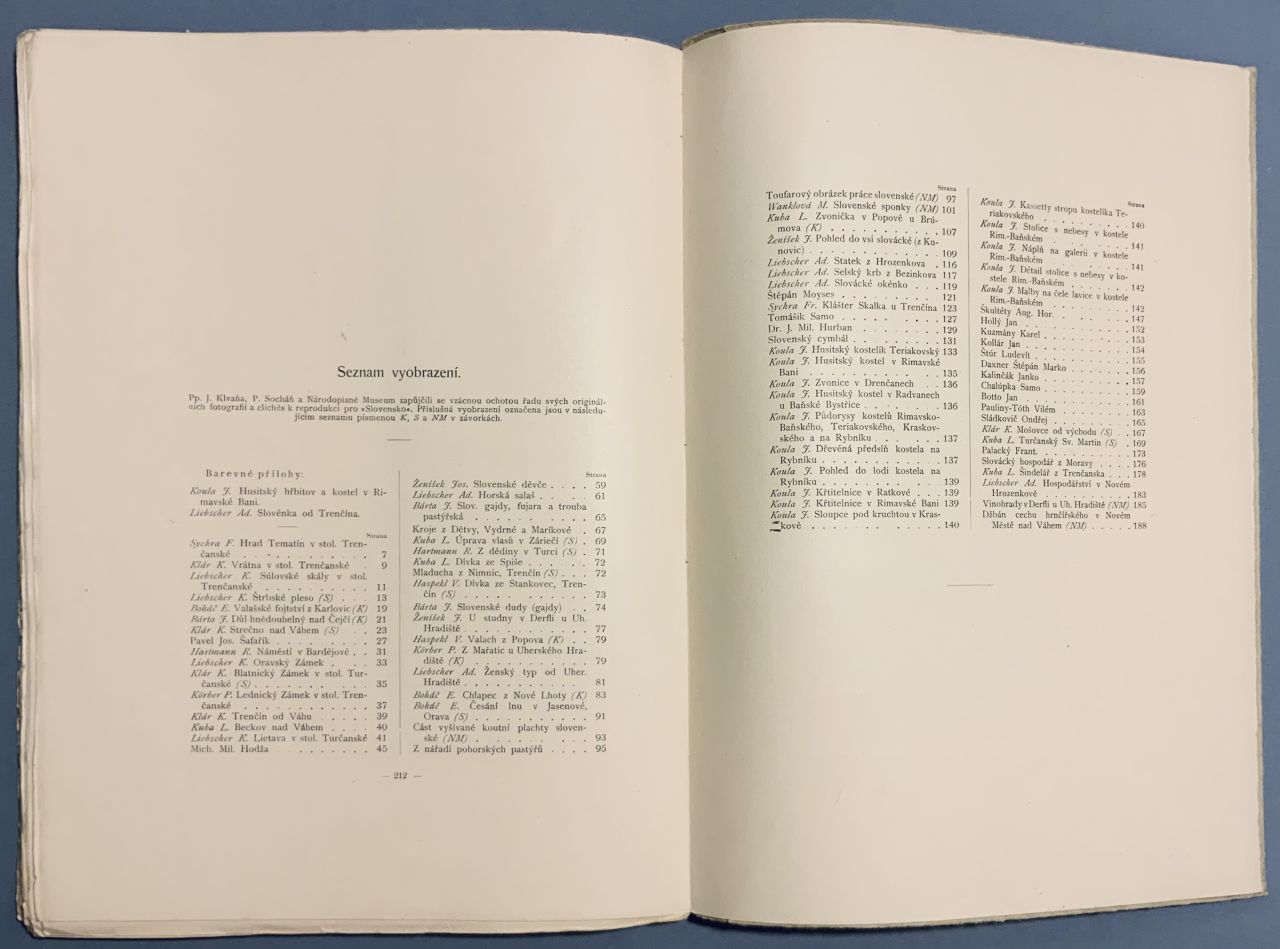 Seznam vyobrazení.
Pp. J. Klvaňa, P. Socháň a Národopisné Museum zapůjčili se vzácnou ochotou řadu svých originál-
ních fotografií a clichés k reprodukci pro »Slovensko«. Příslušná vyobrazení označena jsou v následu-
jícím seznamu písmenou K, S a NM v závorkách.
Barevné přílohy:
Koula J. Husitský hřbitov a kostel v Ri-
mavské Bani.
Liebscher Ad. Slověnka od Trenčína.
Strana
Sychra F. Hrad Tematín v stol. Tren-
čanské . . . . . . . . . . 7
Klár K. Vrátna v stol. Trenčanské . 9
Liebscher K. Súlovské skály v stol.
Trenčanské . . . . . . . . . . 11
Liebscher K. Štrbské pleso (S) . . . 13
Boháč E. Valašské fojtství z Karlovic (K) 19
Bárta J. Důl hnědouhelný nad Čejčí (K) 21
Klár K. Strečno nad Váhem (S) . . 23
Pavel Jos. Šafařík . . . . . . . . 27
Hartmann R. Náměstí v Bardějově . . 31
Liebscher K. Oravský Zámek . . . 33
Klár K. Blatnický Zámek v stol. Tur-
čanské (S) . . . . . . . . . . 35
Körber P. Lednický Zámek v stol. Tren-
čanské . . . . . . . . . . . . 37
Klár K. Trenčín od Váhu . . . . . 39
Kuba L. Beckov nad Váhem . . . . 40
Liebscher K. Lietava v stol. Turčanské 41
Mich. Mil. Hodža . . . . . . . . 45
Strana
Ženíšek Jos. Slovenské děvče . . . . 59
Liebscher Ad. Horská salaš . . . . 61
Bárta J. Slov. gajdy, fujara a trouba
pastýřská . . . . . . . . . . 65
Kroje z Dětvy, Vydrné a Maríkové . 67
Kuba L. Úprava vlasů v Záriečí (S) . 69
Hartmann R. Z dědiny v Turci (S) . 71
Kuba L. Dívka ze Spiše . . . . . 72
Mladucha z Nimnic, Trenčín (S) . . . 72
Haspekl V. Dívka ze Stankovec, Tren-
čín (S) . . . . . . . . . . . 73
Bárta J. Slovenské dudy (gajdy) . . 74
Ženíšek J. U studny v Derfli u Uh.
Hradiště . . . . . . . . . . . 77
Haspekl V. Valach z Popova (K) . . 79
Körber P. Z Mařatic u Uherského Hra-
diště (K) . . . . . . . . . . 79
Liebscher Ad. Ženský typ od Uher.
Hradiště . . . . . . . . . . . 81
Boháč E. Chlapec z Nové Lhoty (K) 83
Boháč E. Česání lnu v Jasenové,
Orava (S) . . . . . . . . . . 91
Část vyšívané koutní plachty sloven-
ské (NM) . . . . . . . . . . 93
Z nářadí pohorských pastýřů . . . . 95
— 212 —
Strana
Toufarový obrázek práce slovenské (NM) 97
Wanklová M. Slovenské sponky (NM) 101
Kuba L. Zvonička v Popově u Brú-
mova (K) . . . . . . . . . . 107
Ženíšek J. Pohled do vsi slovácké (z Ku-
novic) . . . . . . . . . . . . 109
Liebscher Ad. Statek z Hrozenkova . 116
Liebscher Ad. Selský krb z Bezinkova 117
Liebscher Ad. Slovácké okénko . . . 119
Štěpán Moyses . . . . . . . . . 121
Sychra Fr. Klášter Skalka u Trenčína 123
Tomášik Samo . . . . . . . . . 127
Dr. J. Mil. Hurban . . . . . . . . 129
Slovenský cymbál . . . . . . . . 131
Koula J. Husitský kostelík Teriakovský 133
Koula J. Husitský kostel v Rimavské
Bani . . . . . . . . . . . . 135
Koula J. Zvonice v Drenčanech . . 136
Koula J. Husitský kostel v Radvanech
u Baňské Bystřice . . . . . . . 136
Koula J. Půdorysy kostelů Rimavsko-
Baňského, Teriakovského, Kraskov-
ského a na Rybníku . . . . . . 137
Koula J. Dřevěná předsíň kostela na
Rybníku . . . . . . . . . . . 137
Koula J. Pohled do lodi kostela na
Rybníku . . . . . . . . . . . 139
Koula J. Křtitelnice v Ratkové . . . 139
Koula J. Křtitelnice v Rimavské Bani 139
Koula J. Sloupce pod kruchtou v Kras-
kově . . . . . . . . . . . . 140
Strana
Koula J. Kassetty stropu kostelíka Te-
riakovského . . . . . . . . . 140
Koula J. Stolice s nebesy v kostele
Rim.-Baňském . . . . . . . . 141
Koula J. Náplň na galerii v kostele
Rim.-Baňském . . . . . . . . 141
Koula J. Détail stolice s nebesy v ko-
stele Rim.-Baňském . . . . . . 142
Koula J. Malby na čele lavice v kostele
Rim.-Baňském . . . . . . . . 142
Škultéty Aug. Hor. . . . . . . . . 147
Hollý Jan . . . . . . . . . . . 152
Kuzmány Karel . . . . . . . . . 153
Kollár Jan . . . . . . . . . . . 154
Štúr Ludevít . . . . . . . . . . 155
Daxner Štěpán Marko . . . . . . . 156
Kalinčák Janko . . . . . . . . . 157
Chalúpka Samo . . . . . . . . . 159
Botto Jan . . . . . . . . . . . 161
Pauliny-Tóth Vilém . . . . . . . . 163
Sládkovič Ondřej . . . . . . . . . 165
Klár K. Mošovce od východu (S) . . 167
Kuba L. Turčanský Sv. Martin (S) . 169
Palacký Frant. . . . . . . . . . . 173
Slovácký hospodář z Moravy . . . 176
Kuba L. Šindelář z Trenčanska . . . 178
Liebscher Ad. Hospodářství v Novém
Hrozenkově . . . . . . . . . . 183
Vinohrady v Derfli u Uh. Hradiště (NM) 185
Džbán cechu hrnčířského v Novém
Městě nad Váhem (NM) . . . . . 188